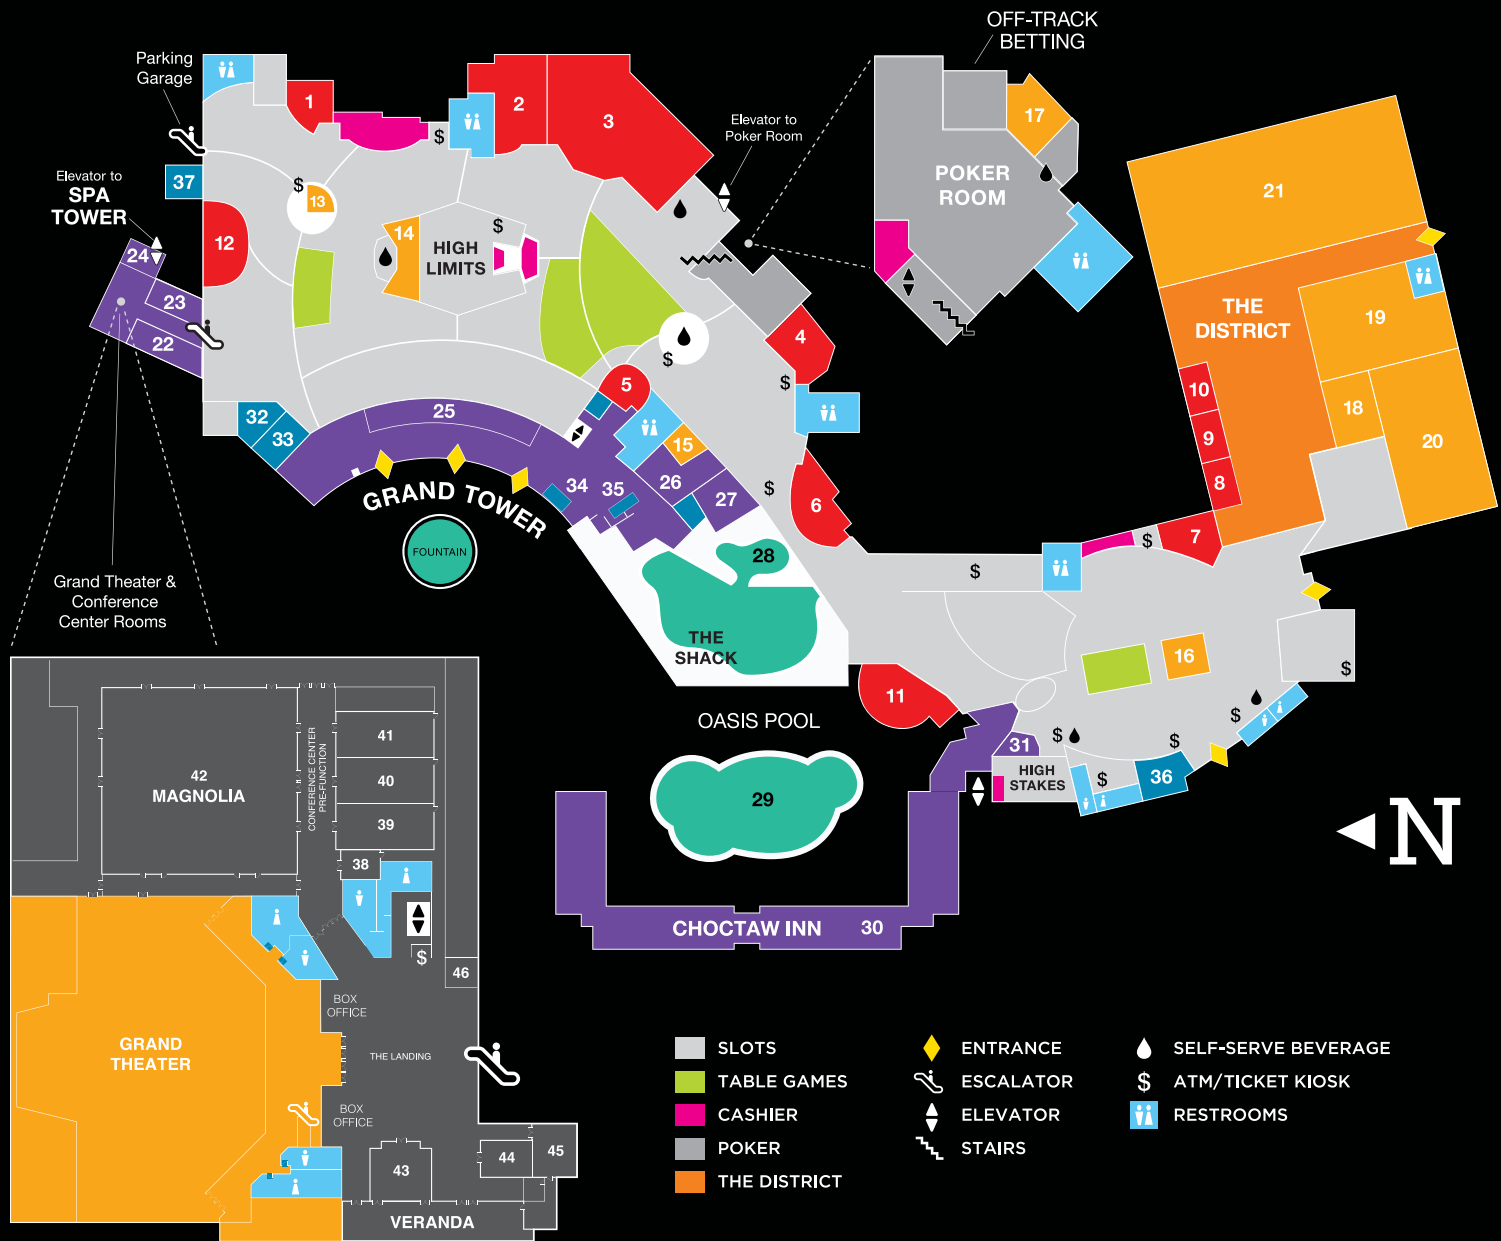 OFF-TRACK
BETTING
Parking
Garage
1
2
3
$
Elevator to
Poker Room
17
POKER
ROOM
21
Elevator to
SPA
TOWER
37
$
13
12
14
HIGH
LIMITS
$
24
23
22
THE
DISTRICT
19
18
20
10
9
8
7
4
$
$
5
15
25
32
33
34
35
26
27
$
6
GRAND TOWER
FOUNTAIN
28
THE
SHACK
$
$
16
$
Grand Theater &
Conference
Center Rooms
11
OASIS POOL
29
31
$
$
$
HIGH
STAKES
$
36
N
CHOCTAW INN
30
42
MAGNOLIA
CONFERENCE CENTER
PRE-FUNCTION
41
40
39
38
$
46
BOX
OFFICE
GRAND
THEATER
THE LANDING
BOX
OFFICE
43
44
45
VERANDA
SLOTS
TABLE GAMES
CASHIER
POKER
THE DISTRICT
ENTRANCE
ESCALATOR
ELEVATOR
STAIRS
SELF-SERVE BEVERAGE
$ ATM/TICKET KIOSK
RESTROOMS